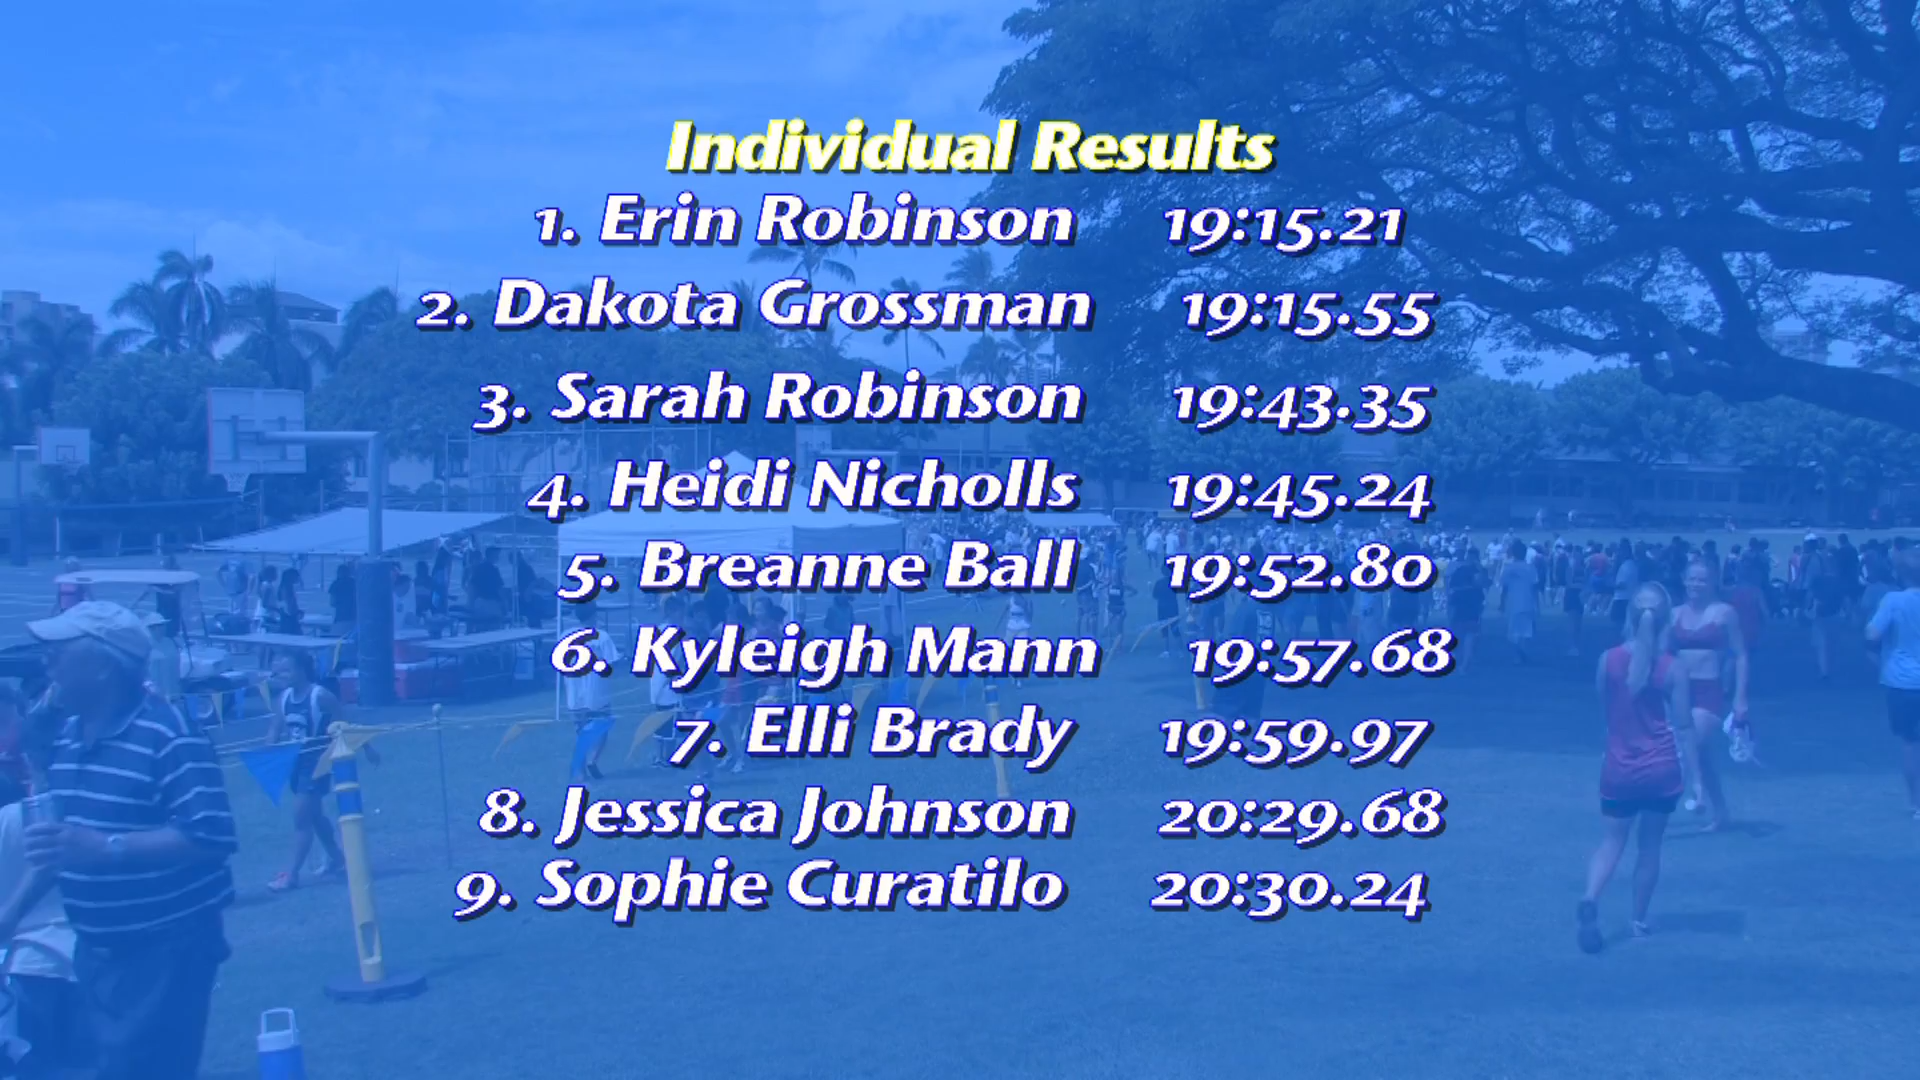 Individual Results
1. Erin Robinson 19:15.21
2. Dakota Grossman 19:15.55
3. Sarah Robinson 19:43.35
4. Heidi Nicholls 19:45.24
5. Breanne Ball 19:52.80
6. Kyleigh Mann 19:57.68
7. Elli Brady 19:59.97
8. Jessica Johnson 20:29.68
9. Sophie Curatilo 20:30.24